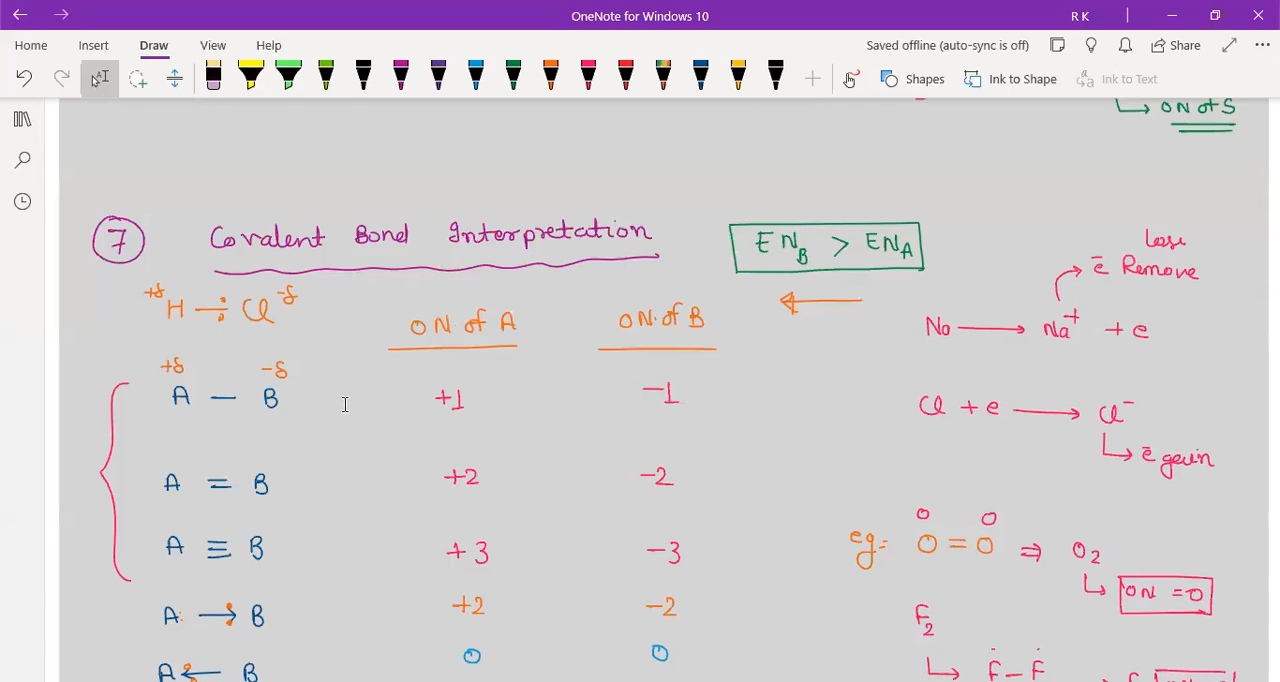 OneNote for Windows 10
R K
Home Insert Draw View Help
Saved offline (auto-sync is off)
Share
Shapes
Ink to Shape
Ink to Text
ON of S
7 Covalent Bond Interpretation
EN_B > EN_A
+δ H — Cl -δ
ON of A ON.of B
+δ -δ
A — B +1 -1
A = B +2 -2
A ≡ B +3 -3
A: → B +2 -2
A ← B 0 0
Lose
ē Remove
Na → Na⁺ + e
Cl + e → Cl⁻
ē gain
0 0
eg:- O = O ⇒ O₂
ON = 0
F₂
F — F